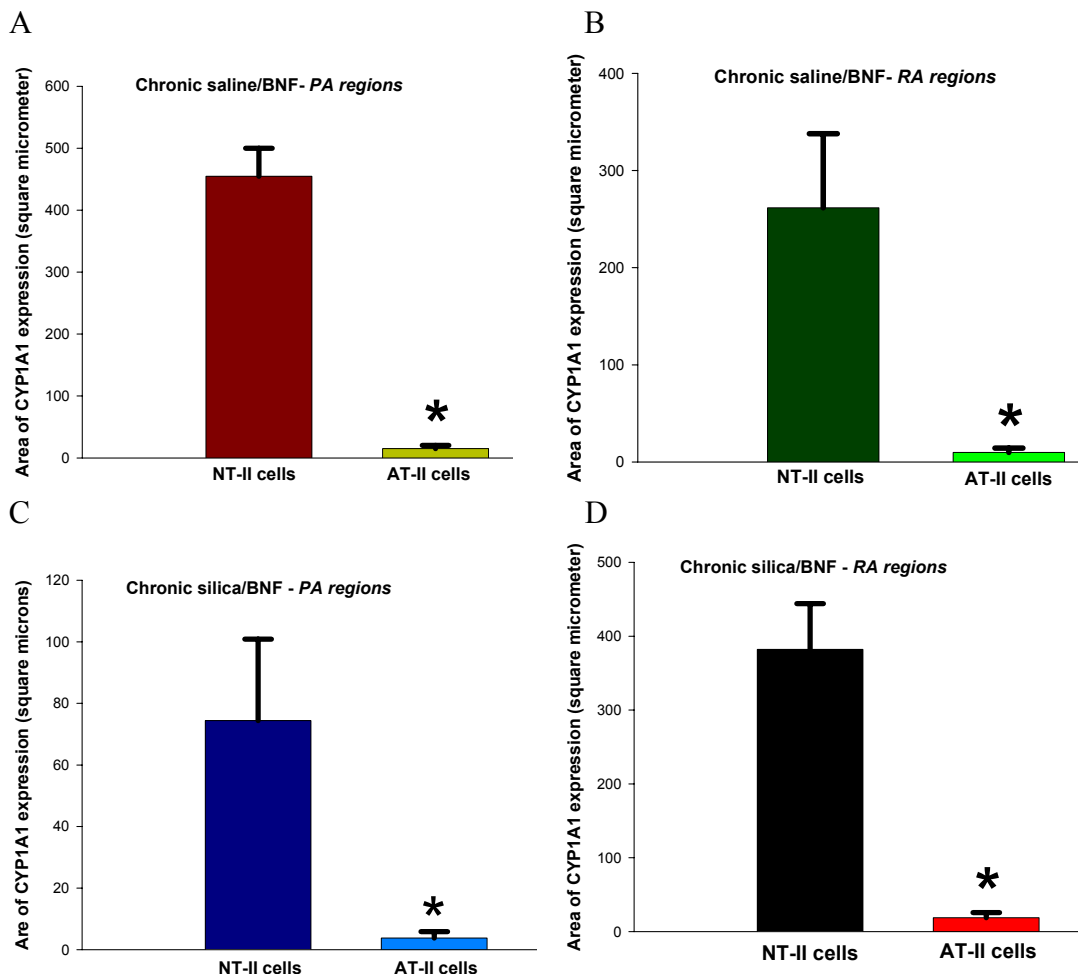 A
Chronic saline/BNF- PA regions
Area of CYP1A1 expression (square micrometer)
600
500
400
300
200
100
0
*
NT-II cells
AT-II cells
B
Chronic saline/BNF- RA regions
Area of CYP1A1 expression (square micrometer)
400
300
200
100
0
*
NT-II cells
AT-II cells
C
Chronic silica/BNF - PA regions
Are of CYP1A1 expression (square microns)
120
100
80
60
40
20
0
*
NT-II cells
AT-II cells
D
Chronic silica/BNF - RA regions
Area of CYP1A1 expression (square micrometer)
500
400
300
200
100
0
*
NT-II cells
AT-II cells